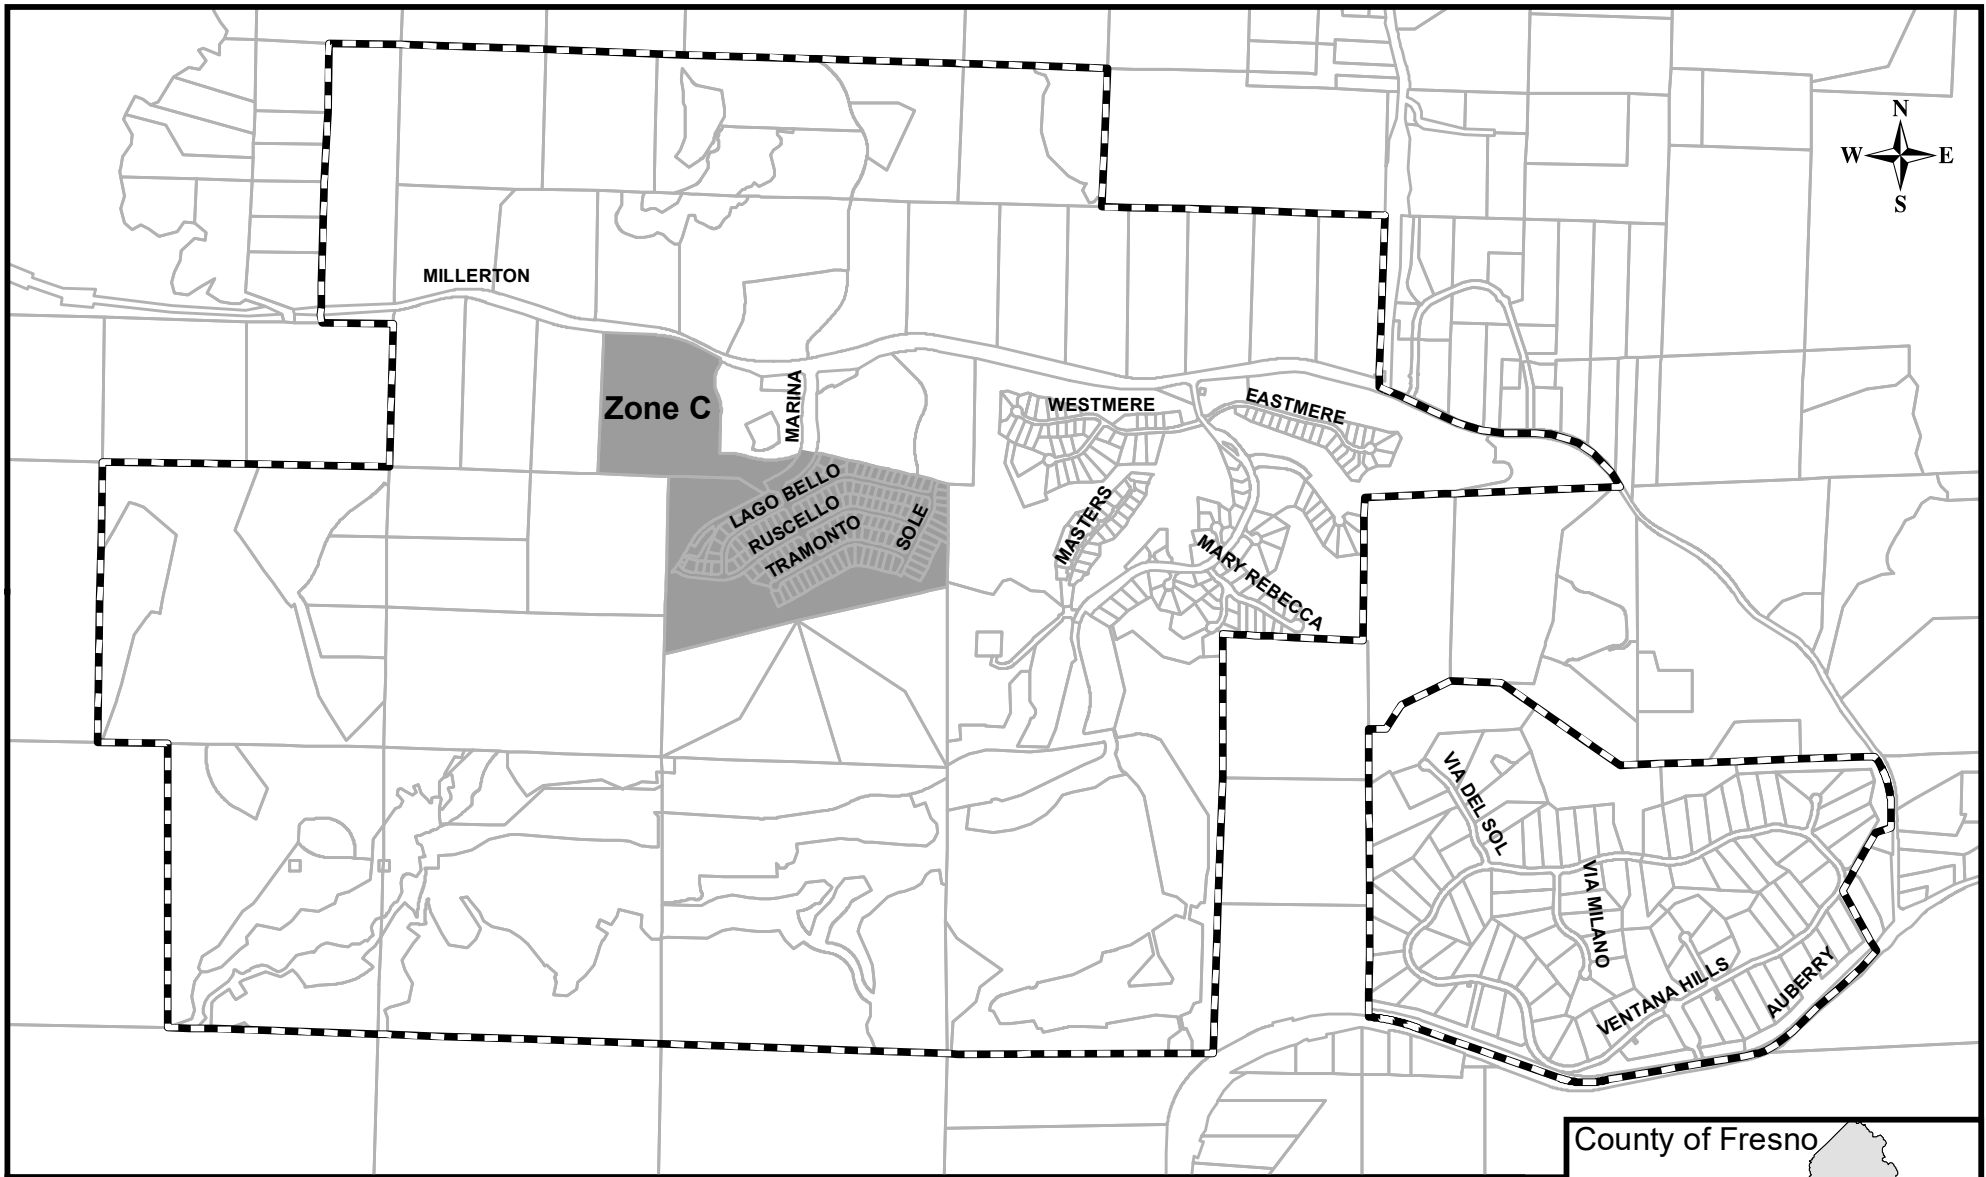 N
W E
S
MILLERTON
Zone C
MARINA
WESTMERE
EASTMERE
LAGO BELLO
RUSCELLO
TRAMONTO
SOLE
MASTERS
MARY REBECCA
VIA DEL SOL
VIA MILANO
VENTANA HILLS
AUBERRY
County of Fresno